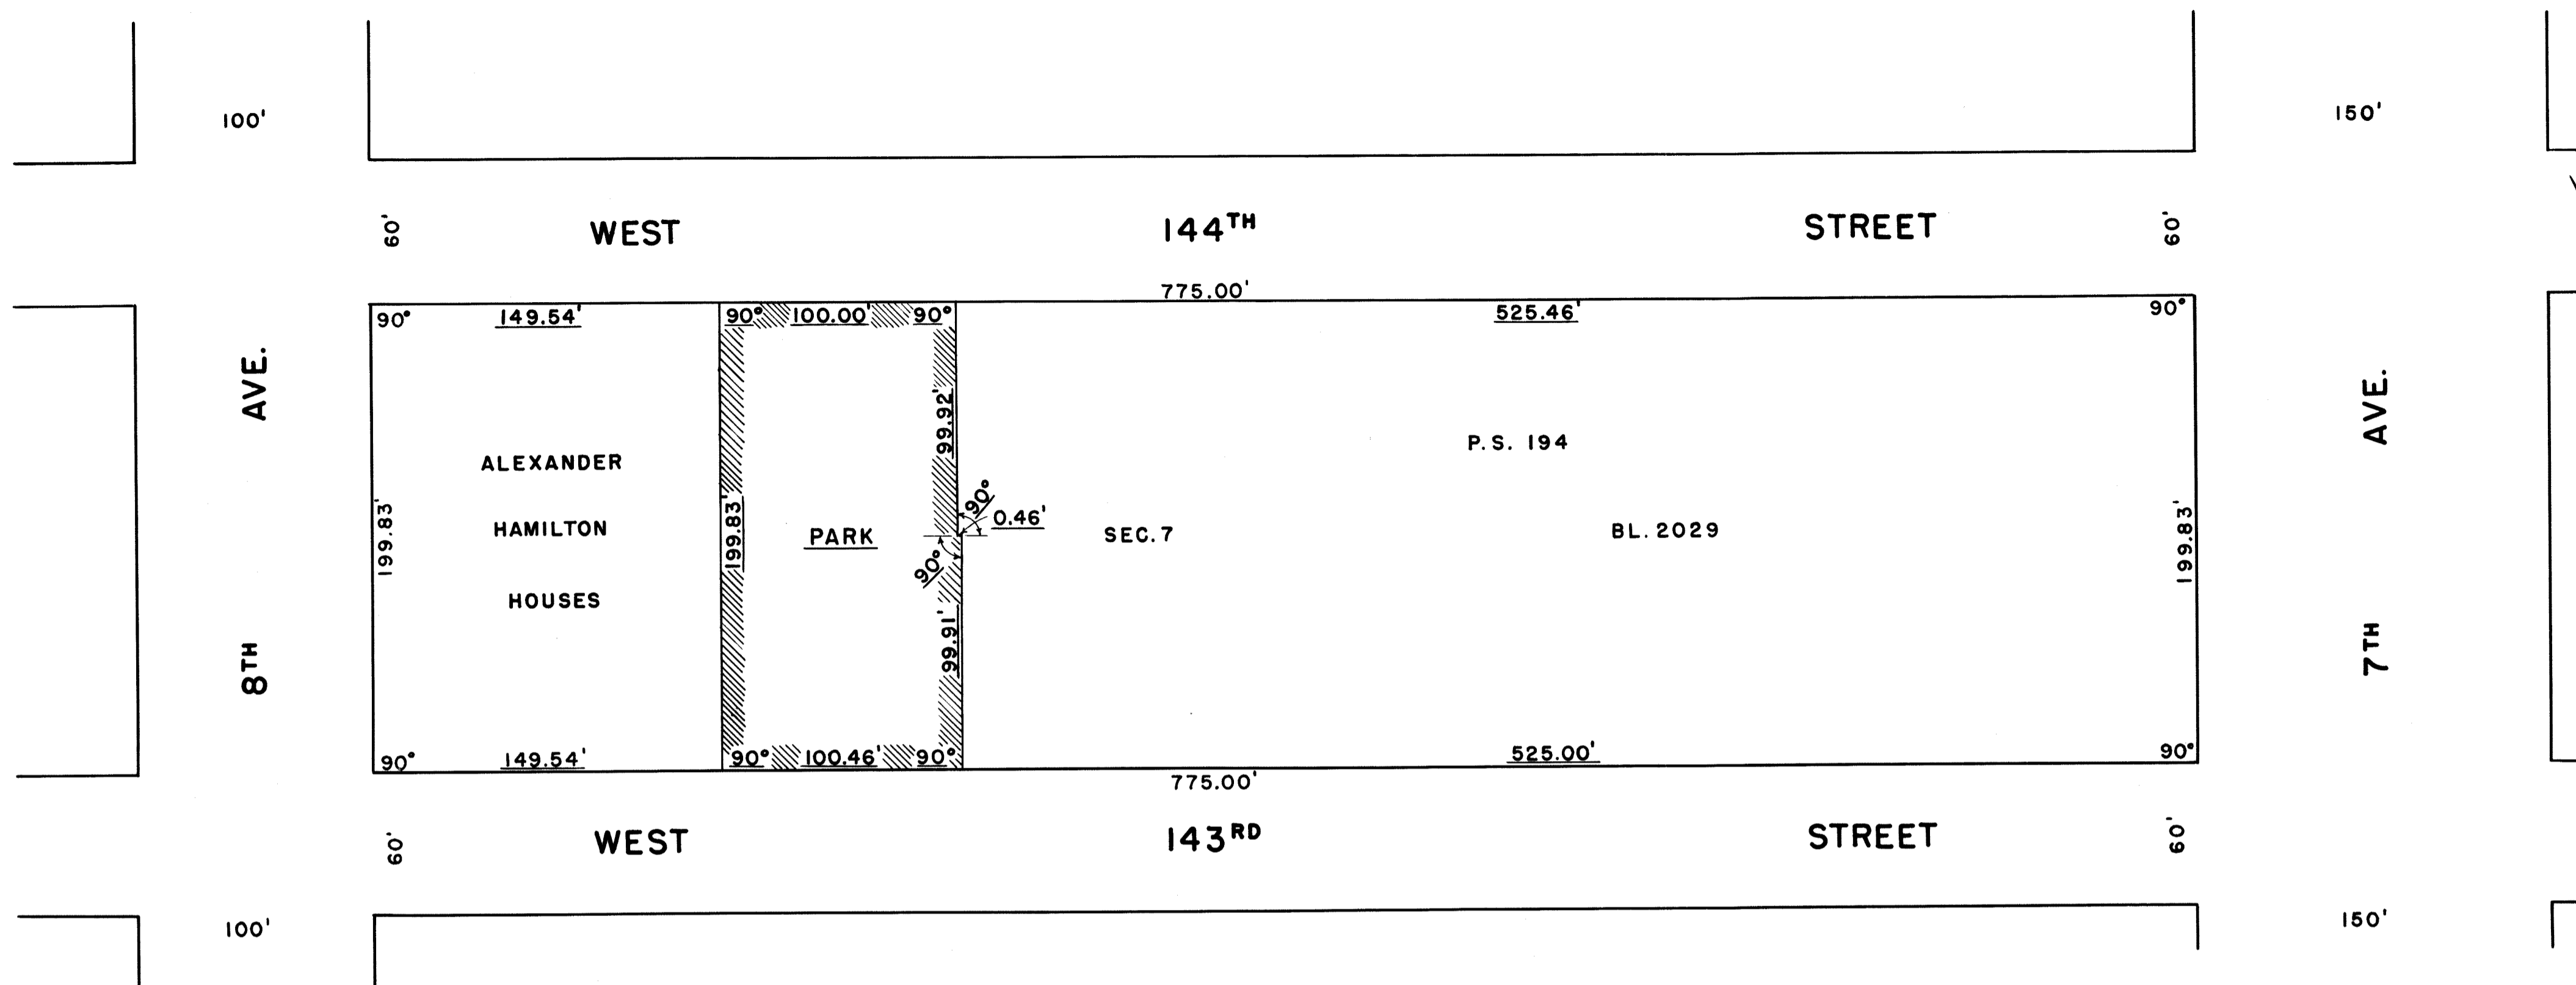 100'
150'
60'
WEST 144TH STREET
60'
775.00'
90° 149.54' 90° 100.00' 90° 525.46' 90°
8TH AVE.
7TH AVE.
199.83'
ALEXANDER
HAMILTON
HOUSES
199.83'
PARK
99.92'
90°
0.46'
90°
99.91'
SEC. 7
P.S. 194
BL. 2029
199.83'
90° 149.54' 90° 100.46' 90° 525.00' 90°
775.00'
60'
WEST 143RD STREET
60'
100'
150'